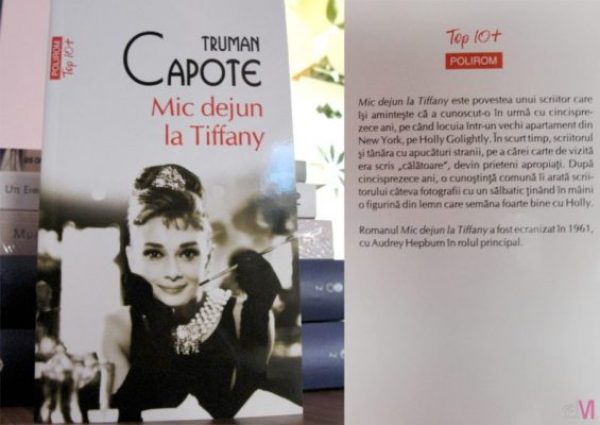 TRUMAN
CAPOTE
Mic dejun
la Tiffany
POLIROM
Top 10+
Top 10+
POLIROM
Mic dejun la Tiffany este povestea unui scriitor care
își amintește că a cunoscut-o în urmă cu cincispre-
zece ani, pe când locuia într-un vechi apartament din
New York, pe Holly Golightly. În scurt timp, scriitorul
și tânăra cu apucături stranii, pe a cărei carte de vizită
era scris „călătoare”, devin prieteni apropiați. După
cincisprezece ani, o cunoștință comună îi arată scrii-
torului câteva fotografii cu un sălbatic ținând în mâini
o figurină din lemn care semăna foarte bine cu Holly.
Romanul Mic dejun la Tiffany a fost ecranizat în 1961,
cu Audrey Hepburn în rolul principal.